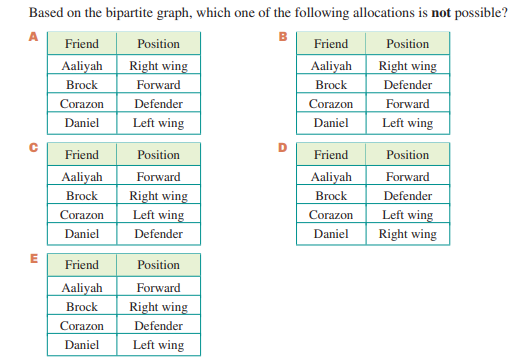 Based on the bipartite graph, which one of the following allocations is not possible?
A
Friend Position
Aaliyah Right wing
Brock Forward
Corazon Defender
Daniel Left wing
B
Friend Position
Aaliyah Right wing
Brock Defender
Corazon Forward
Daniel Left wing
C
Friend Position
Aaliyah Forward
Brock Right wing
Corazon Left wing
Daniel Defender
D
Friend Position
Aaliyah Forward
Brock Defender
Corazon Left wing
Daniel Right wing
E
Friend Position
Aaliyah Forward
Brock Right wing
Corazon Defender
Daniel Left wing